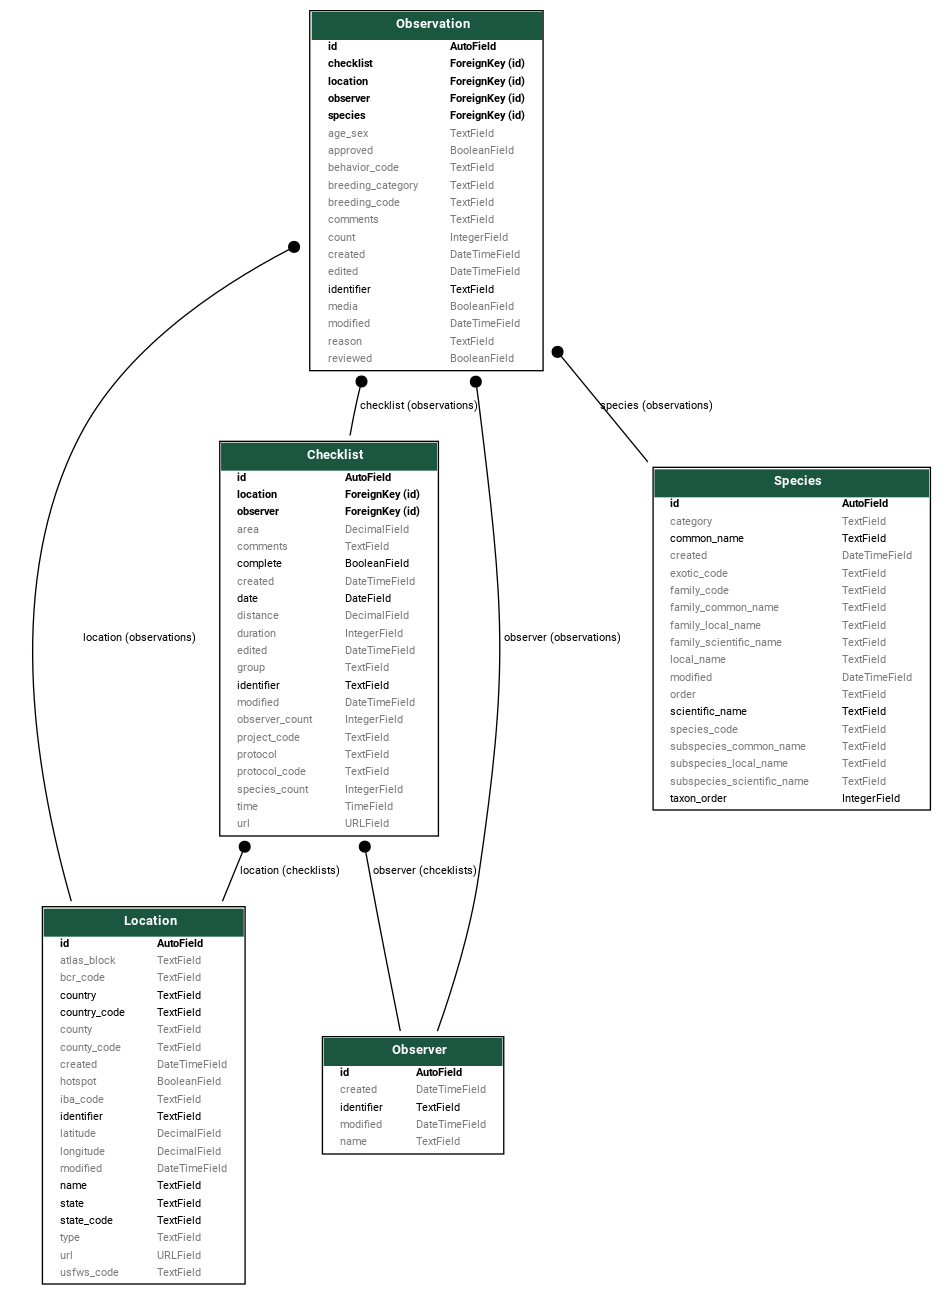 Observation
id AutoField
checklist ForeignKey (id)
location ForeignKey (id)
observer ForeignKey (id)
species ForeignKey (id)
age_sex TextField
approved BooleanField
behavior_code TextField
breeding_category TextField
breeding_code TextField
comments TextField
count IntegerField
created DateTimeField
edited DateTimeField
identifier TextField
media BooleanField
modified DateTimeField
reason TextField
reviewed BooleanField
checklist (observations)
species (observations)
Checklist
id AutoField
location ForeignKey (id)
observer ForeignKey (id)
area DecimalField
comments TextField
complete BooleanField
created DateTimeField
date DateField
distance DecimalField
duration IntegerField
edited DateTimeField
group TextField
identifier TextField
modified DateTimeField
observer_count IntegerField
project_code TextField
protocol TextField
protocol_code TextField
species_count IntegerField
time TimeField
url URLField
Species
id AutoField
category TextField
common_name TextField
created DateTimeField
exotic_code TextField
family_code TextField
family_common_name TextField
family_local_name TextField
family_scientific_name TextField
local_name TextField
modified DateTimeField
order TextField
scientific_name TextField
species_code TextField
subspecies_common_name TextField
subspecies_local_name TextField
subspecies_scientific_name TextField
taxon_order IntegerField
location (observations)
observer (observations)
location (checklists)
observer (chceklists)
Location
id AutoField
atlas_block TextField
bcr_code TextField
country TextField
country_code TextField
county TextField
county_code TextField
created DateTimeField
hotspot BooleanField
iba_code TextField
identifier TextField
latitude DecimalField
longitude DecimalField
modified DateTimeField
name TextField
state TextField
state_code TextField
type TextField
url URLField
usfws_code TextField
Observer
id AutoField
created DateTimeField
identifier TextField
modified DateTimeField
name TextField